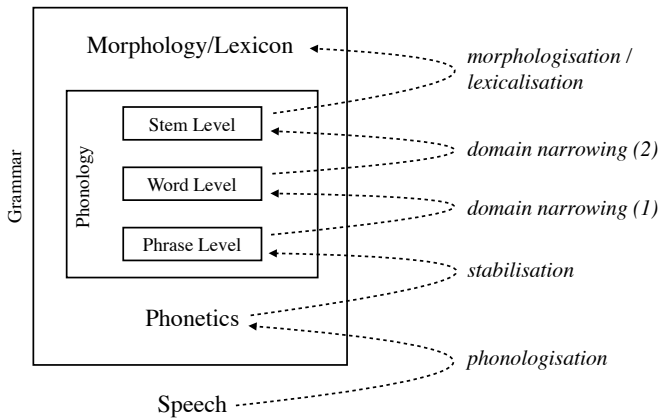 Morphology/Lexicon
morphologisation /
lexicalisation
Stem Level
domain narrowing (2)
Grammar
Phonology
Word Level
domain narrowing (1)
Phrase Level
stabilisation
Phonetics
phonologisation
Speech